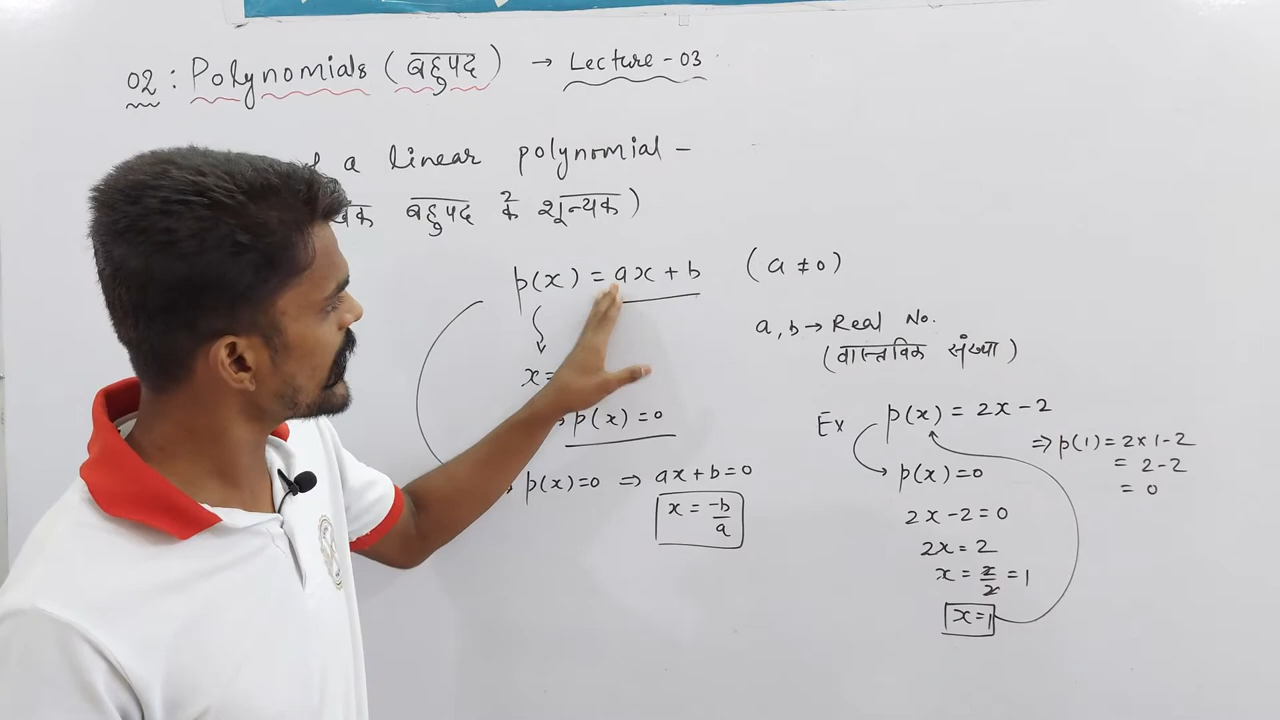 02 : Polynomials (बहुपद) → Lecture - 03
a linear polynomial -
बहुपद के शून्यक)
p(x) = ax + b (a ≠ 0)
x =
p(x) = 0
p(x) = 0 ⇒ ax + b = 0
x = -b/a
a, b → Real No.
(वास्तविक संख्या)
Ex p(x) = 2x - 2
p(x) = 0
2x - 2 = 0
2x = 2
x = 2/2 = 1
x = 1
⇒ p(1) = 2 x 1 - 2
= 2 - 2
= 0